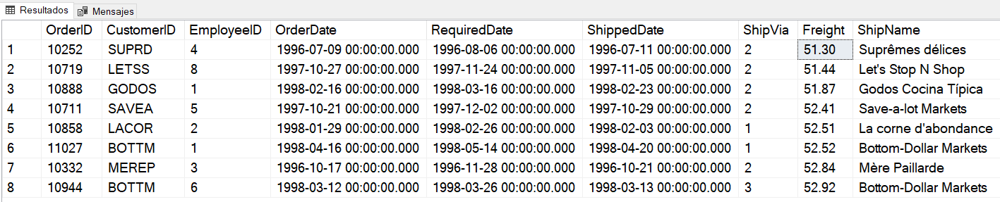 Resultados Mensajes
OrderID CustomerID EmployeeID OrderDate RequiredDate ShippedDate ShipVia Freight ShipName
1 10252 SUPRD 4 1996-07-09 00:00:00.000 1996-08-06 00:00:00.000 1996-07-11 00:00:00.000 2 51.30 Suprêmes délices
2 10719 LETSS 8 1997-10-27 00:00:00.000 1997-11-24 00:00:00.000 1997-11-05 00:00:00.000 2 51.44 Let's Stop N Shop
3 10888 GODOS 1 1998-02-16 00:00:00.000 1998-03-16 00:00:00.000 1998-02-23 00:00:00.000 2 51.87 Godos Cocina Típica
4 10711 SAVEA 5 1997-10-21 00:00:00.000 1997-12-02 00:00:00.000 1997-10-29 00:00:00.000 2 52.41 Save-a-lot Markets
5 10858 LACOR 2 1998-01-29 00:00:00.000 1998-02-26 00:00:00.000 1998-02-03 00:00:00.000 1 52.51 La corne d'abondance
6 11027 BOTTM 1 1998-04-16 00:00:00.000 1998-05-14 00:00:00.000 1998-04-20 00:00:00.000 1 52.52 Bottom-Dollar Markets
7 10332 MEREP 3 1996-10-17 00:00:00.000 1996-11-28 00:00:00.000 1996-10-21 00:00:00.000 2 52.84 Mère Paillarde
8 10944 BOTTM 6 1998-03-12 00:00:00.000 1998-03-26 00:00:00.000 1998-03-13 00:00:00.000 3 52.92 Bottom-Dollar Markets